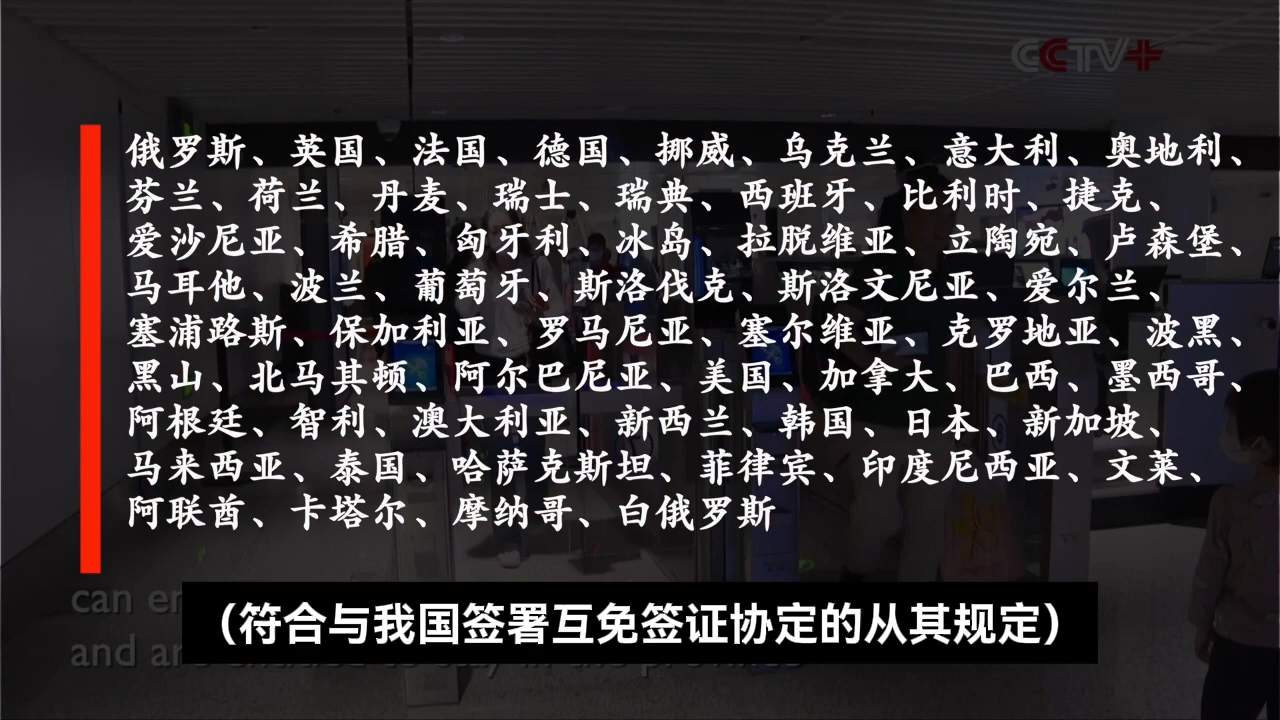 CCTV+
俄罗斯、英国、法国、德国、挪威、乌克兰、意大利、奥地利、
芬兰、荷兰、丹麦、瑞士、瑞典、西班牙、比利时、捷克、
爱沙尼亚、希腊、匈牙利、冰岛、拉脱维亚、立陶宛、卢森堡、
马耳他、波兰、葡萄牙、斯洛伐克、斯洛文尼亚、爱尔兰、
塞浦路斯、保加利亚、罗马尼亚、塞尔维亚、克罗地亚、波黑、
黑山、北马其顿、阿尔巴尼亚、美国、加拿大、巴西、墨西哥、
阿根廷、智利、澳大利亚、新西兰、韩国、日本、新加坡、
马来西亚、泰国、哈萨克斯坦、菲律宾、印度尼西亚、文莱、
阿联酋、卡塔尔、摩纳哥、白俄罗斯
can
（符合与我国签署互免签证协定的从其规定）
and